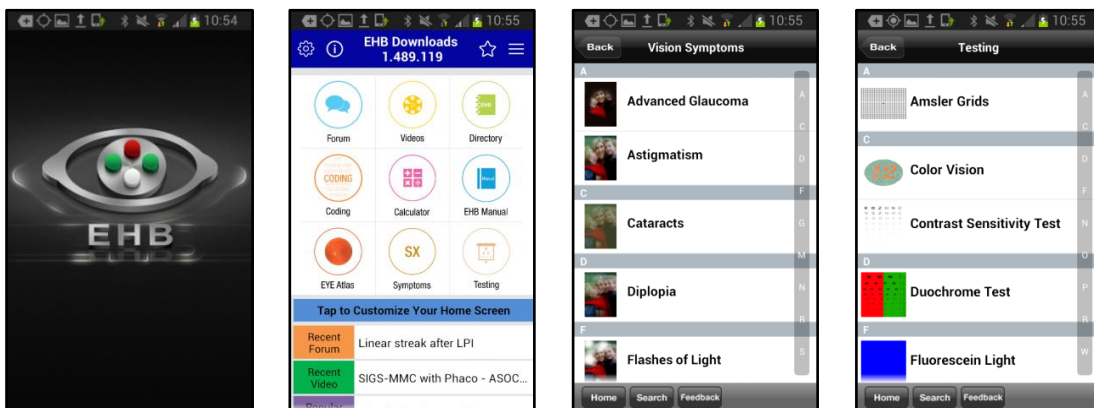 10:54
EHB
10:55
EHB Downloads
1.489.119
Forum
Videos
Directory
CODING
Coding
Calculator
EHB Manual
SX
EYE Atlas
Symptoms
Testing
Tap to Customize Your Home Screen
Recent
Forum
Linear streak after LPI
Recent
Video
SIGS-MMC with Phaco - ASOC...
Popular
10:55
Back
Vision Symptoms
A
Advanced Glaucoma
Astigmatism
C
Cataracts
D
Diplopia
F
Flashes of Light
A
C
D
F
G
M
N
R
S
Home
Search
Feedback
10:55
Back
Testing
A
Amsler Grids
C
12
Color Vision
Contrast Sensitivity Test
D
Duochrome Test
F
Fluorescein Light
A
C
D
F
N
O
P
R
W
Home
Search
Feedback